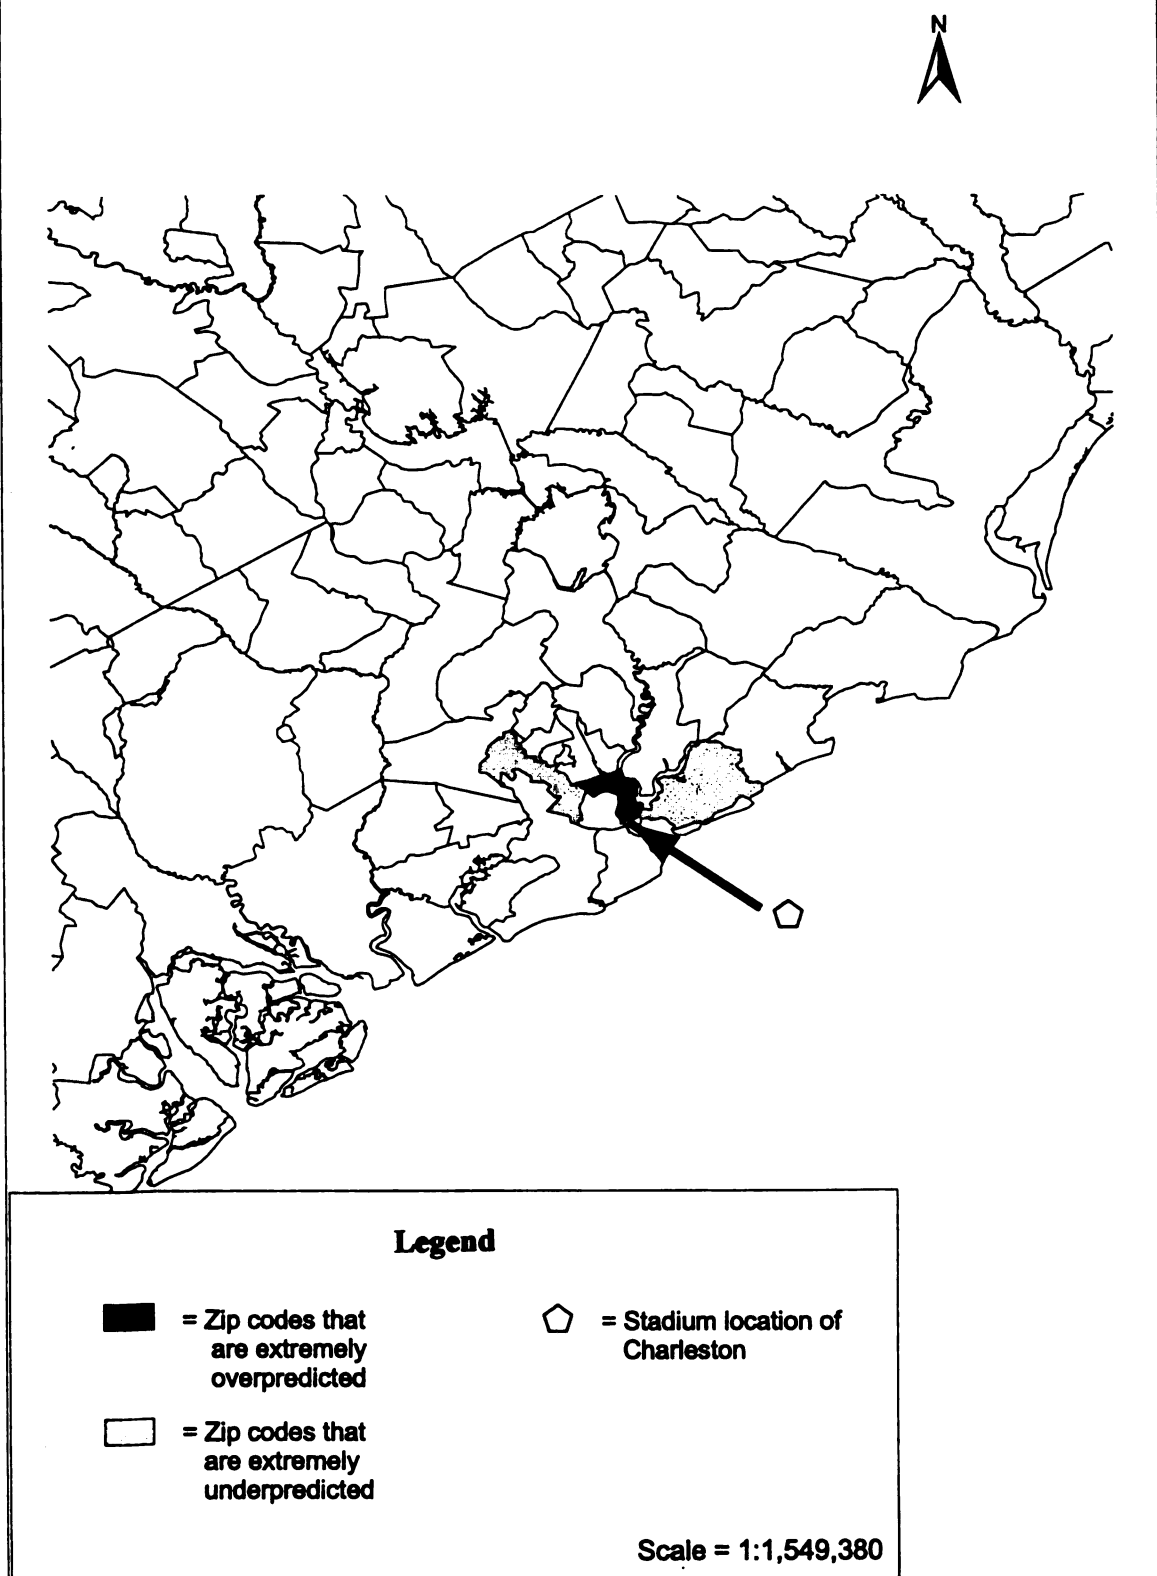 N
Legend
= Zip codes that
are extremely
overpredicted
= Stadium location of
Charleston
= Zip codes that
are extremely
underpredicted
Scale = 1:1,549,380